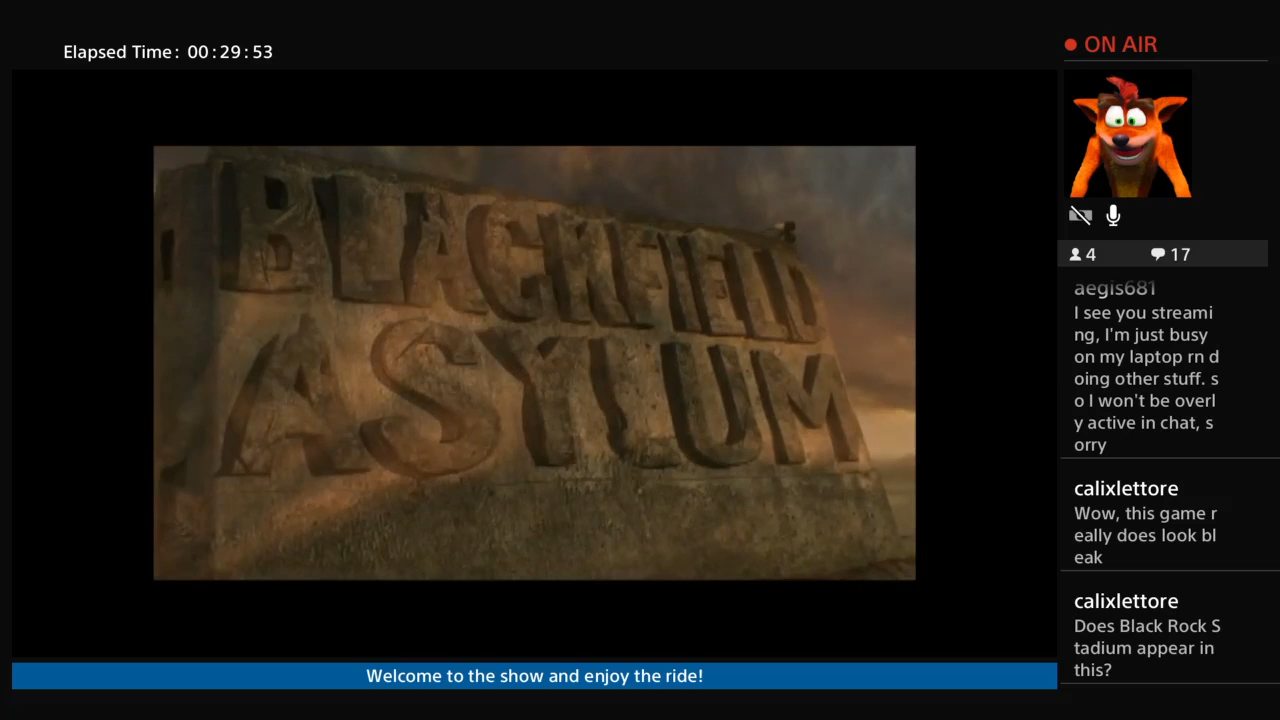 Elapsed Time: 00:29:53
ON AIR
BLACKFIELD
ASYLUM
4 17
aegis681
I see you streami
ng, I'm just busy
on my laptop rn d
oing other stuff. s
o I won't be overl
y active in chat, s
orry
calixlettore
Wow, this game r
eally does look bl
eak
calixlettore
Does Black Rock S
tadium appear in
this?
Welcome to the show and enjoy the ride!